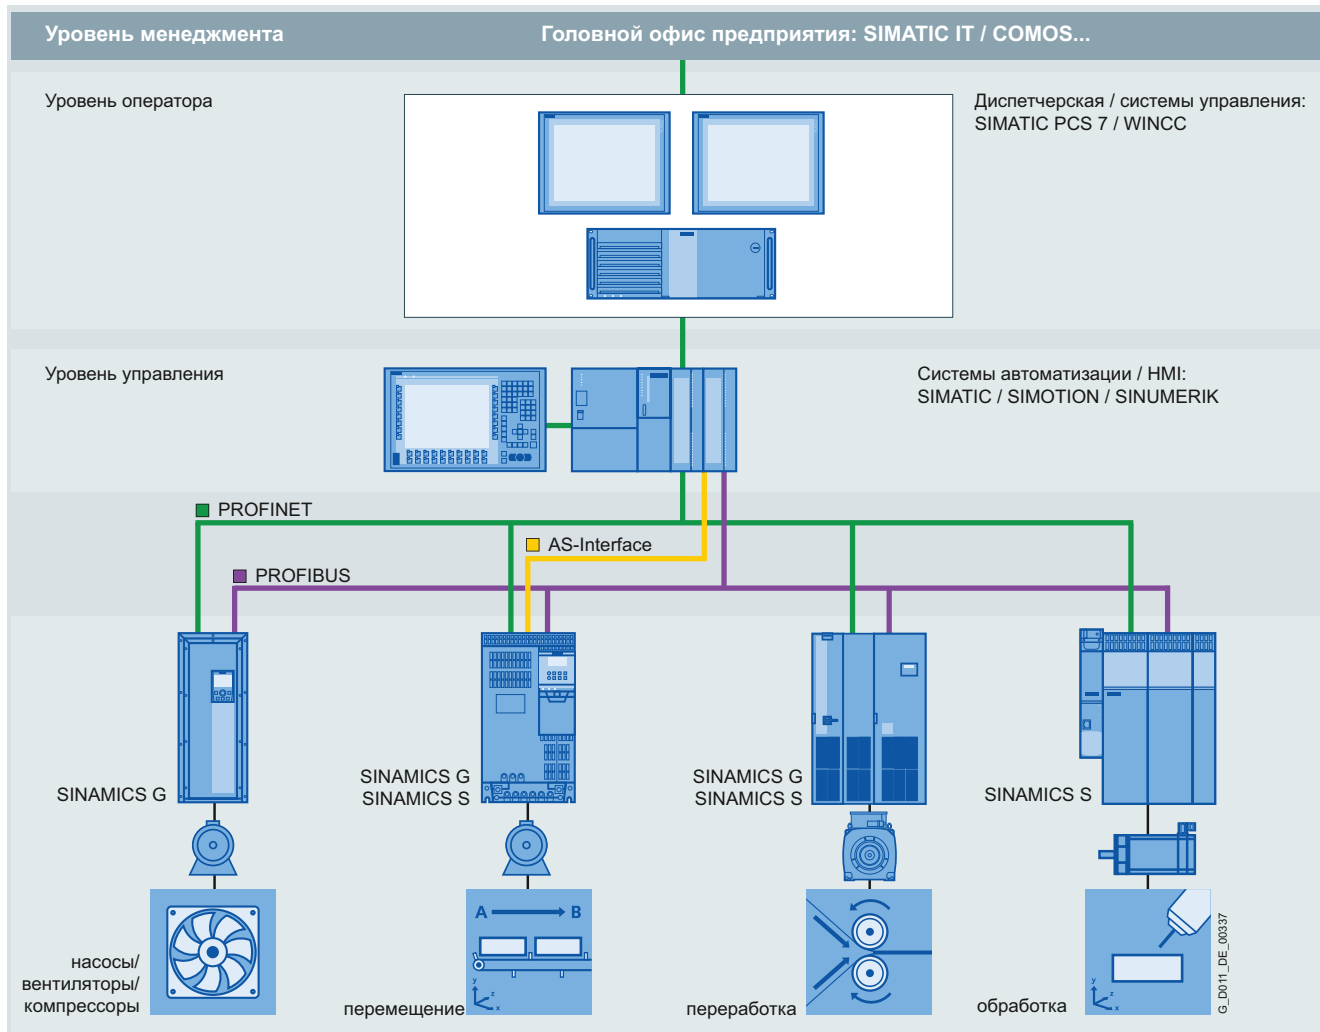 Уровень менеджмента
Головной офис предприятия: SIMATIC IT / COMOS...
Уровень оператора
Диспетчерская / системы управления:
SIMATIC PCS 7 / WINCC
Уровень управления
Системы автоматизации / HMI:
SIMATIC / SIMOTION / SINUMERIK
PROFINET
AS-Interface
PROFIBUS
SINAMICS G
SINAMICS G
SINAMICS S
SINAMICS G
SINAMICS S
SINAMICS S
насосы/
вентиляторы/
компрессоры
A B
y
z
x
перемещение
переработка
y
z
x
обработка
G_D011_DE_00337